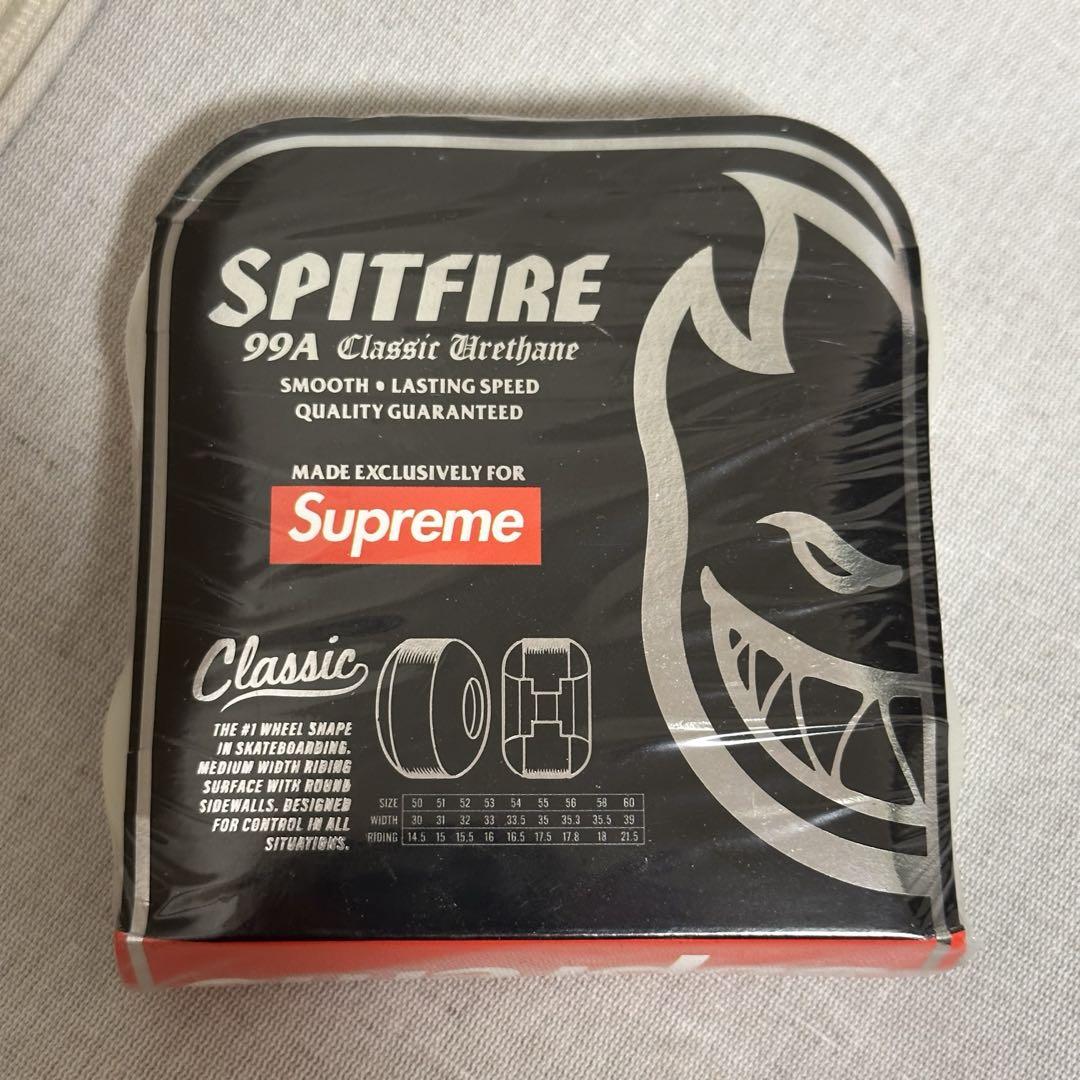 SPITFIRE
99A Classic Urethane
SMOOTH • LASTING SPEED
QUALITY GUARANTEED
MADE EXCLUSIVELY FOR
Supreme
Classic
THE #1 WHEEL SHAPE
IN SKATEBOARDING.
MEDIUM WIDTH RIDING
SURFACE WITH ROUND
SIDEWALLS. DESIGNED
FOR CONTROL IN ALL
SITUATIONS.
SIZE 50 51 52 53 54 55 56 58 60
WIDTH 30 31 32 33 33.5 35 35.3 35.5 39
RIDING 14.5 15 15.5 16 16.5 17.5 17.8 18 21.5